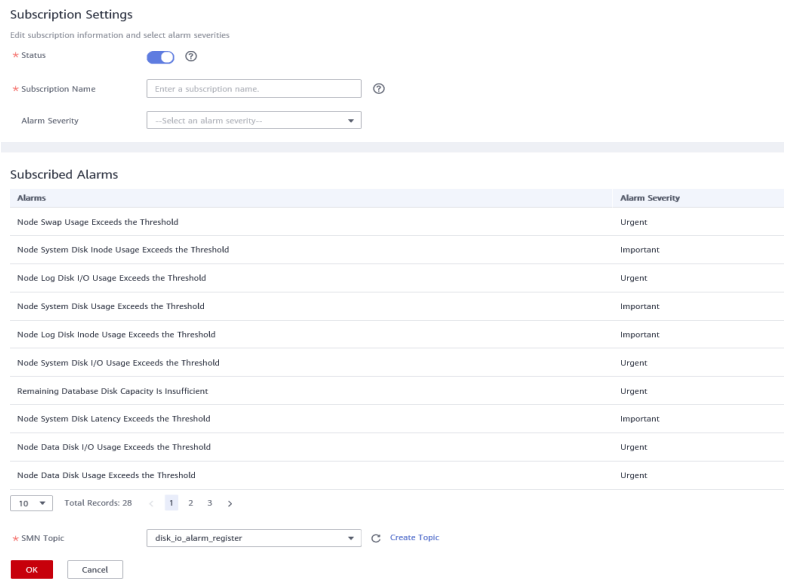 Subscription Settings
Edit subscription information and select alarm severities
* Status
* Subscription Name Enter a subscription name.
Alarm Severity --Select an alarm severity--
Subscribed Alarms
Alarms Alarm Severity
Node Swap Usage Exceeds the Threshold Urgent
Node System Disk Inode Usage Exceeds the Threshold Important
Node Log Disk I/O Usage Exceeds the Threshold Urgent
Node System Disk Usage Exceeds the Threshold Important
Node Log Disk Inode Usage Exceeds the Threshold Important
Node System Disk I/O Usage Exceeds the Threshold Urgent
Remaining Database Disk Capacity Is Insufficient Urgent
Node System Disk Latency Exceeds the Threshold Important
Node Data Disk I/O Usage Exceeds the Threshold Urgent
Node Data Disk Usage Exceeds the Threshold Urgent
10 Total Records: 28 < 1 2 3 >
* SMN Topic disk_io_alarm_register Create Topic
OK Cancel